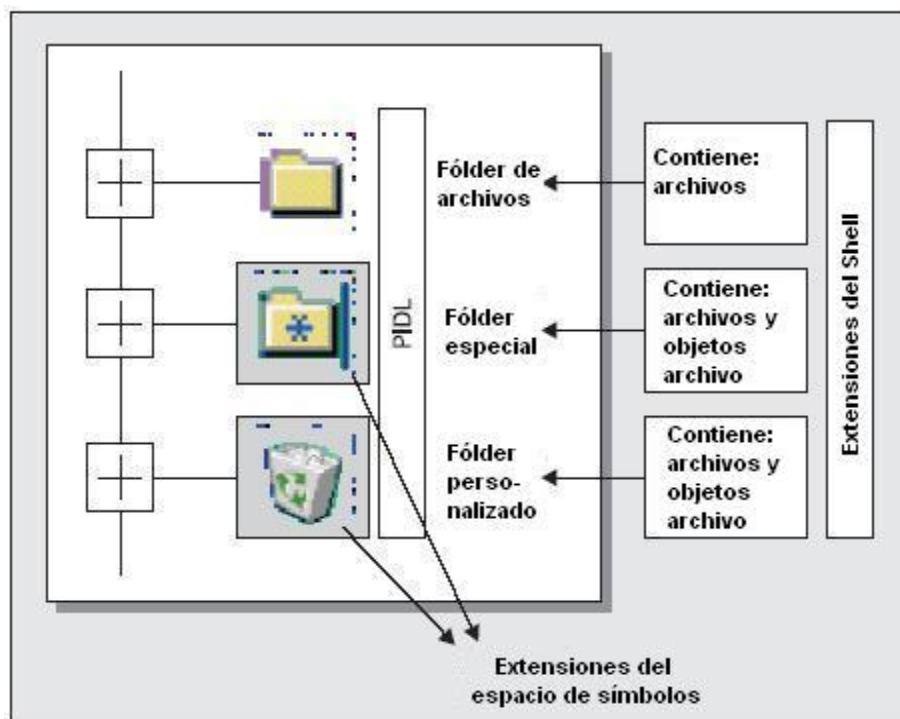 Fólder de
archivos
Contiene:
archivos
Fólder
especial
Contiene:
archivos y
objetos
archivo
Fólder
perso-
nalizado
Contiene:
archivos y
objetos
archivo
PIDL
Extensiones del Shell
Extensiones del
espacio de símbolos